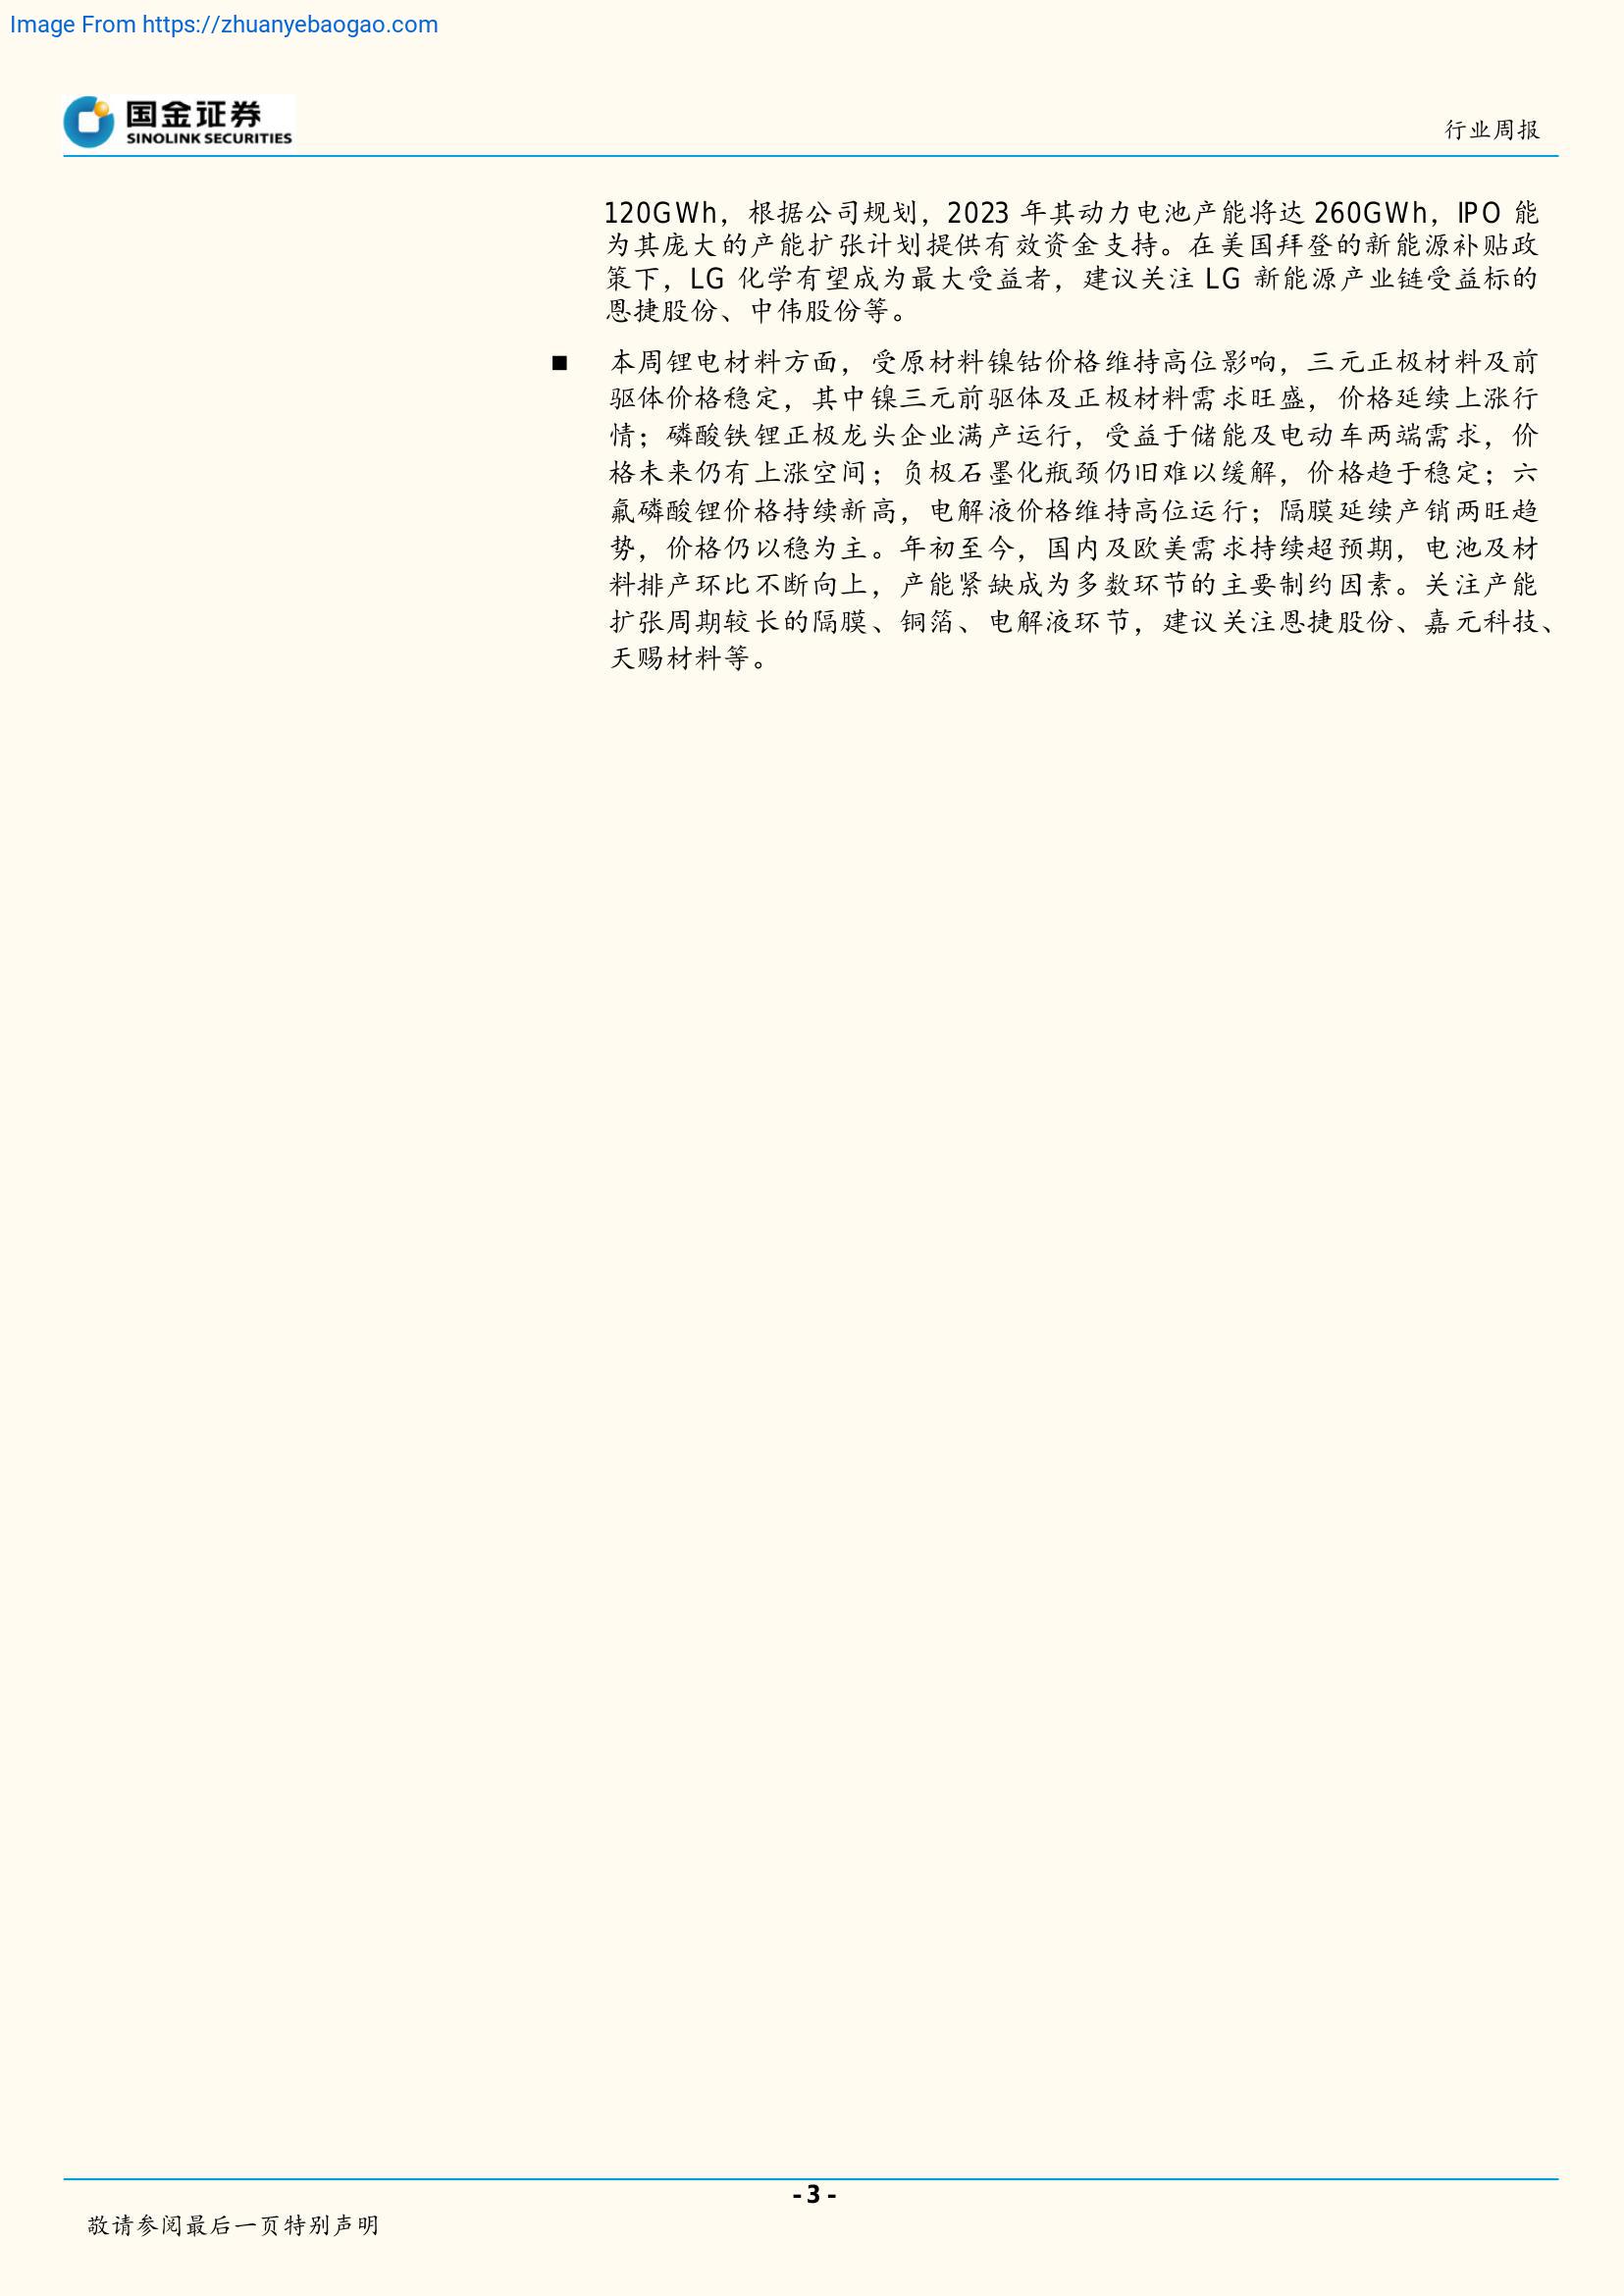 Image From https://zhuanyebaogao.com
国金证券
SINOLINK SECURITIES
行业周报
120GWh，根据公司规划，2023 年其动力电池产能将达 260GWh，IPO 能
为其庞大的产能扩张计划提供有效资金支持。在美国拜登的新能源补贴政
策下，LG 化学有望成为最大受益者，建议关注 LG 新能源产业链受益标的
恩捷股份、中伟股份等。
■ 本周锂电材料方面，受原材料镍钴价格维持高位影响，三元正极材料及前
驱体价格稳定，其中镍三元前驱体及正极材料需求旺盛，价格延续上涨行
情；磷酸铁锂正极龙头企业满产运行，受益于储能及电动车两端需求，价
格未来仍有上涨空间；负极石墨化瓶颈仍旧难以缓解，价格趋于稳定；六
氟磷酸锂价格持续新高，电解液价格维持高位运行；隔膜延续产销两旺趋
势，价格仍以稳为主。年初至今，国内及欧美需求持续超预期，电池及材
料排产环比不断向上，产能紧缺成为多数环节的主要制约因素。关注产能
扩张周期较长的隔膜、铜箔、电解液环节，建议关注恩捷股份、嘉元科技、
天赐材料等。
- 3 -
敬请参阅最后一页特别声明